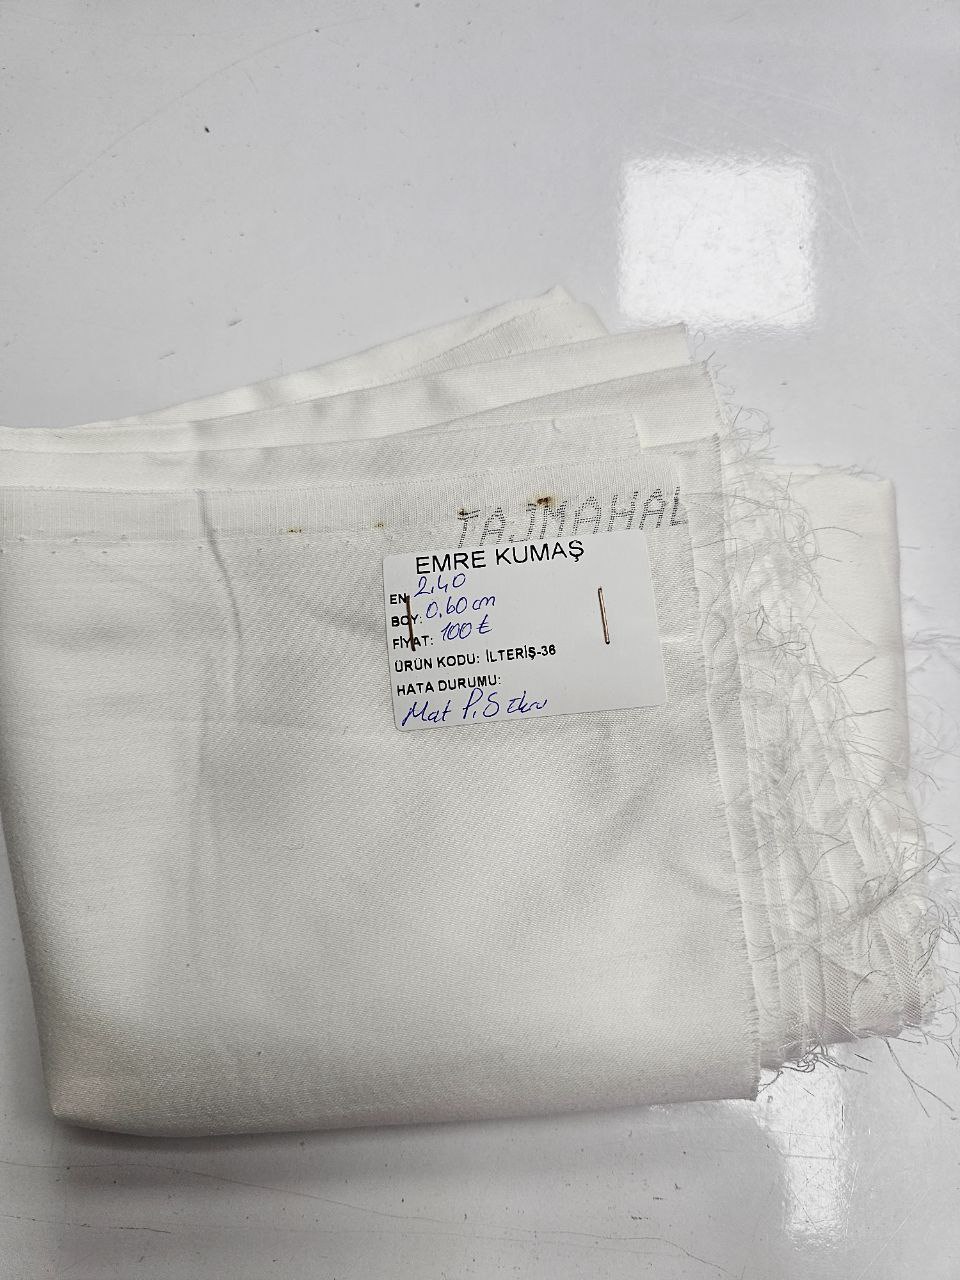 TAJMAHAL
EMRE KUMAŞ
EN: 2.40
BOY: 0.60 cm
FİYAT: 100 ₺
ÜRÜN KODU: İLTERİŞ-36
HATA DURUMU:
Mat P.S Ekru